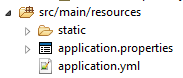 src/main/resources
static
application.properties
application.yml